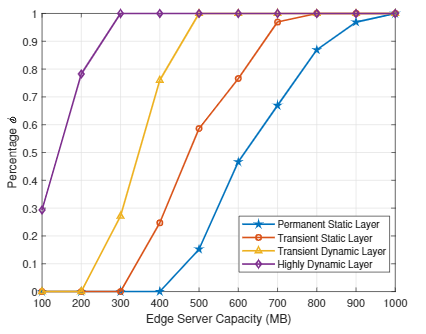 1
0.9
0.8
0.7
0.6
0.5
0.4
0.3
0.2
0.1
0
Percentage ϕ
100 200 300 400 500 600 700 800 900 1000
Edge Server Capacity (MB)
Permanent Static Layer
Transient Static Layer
Transient Dynamic Layer
Highly Dynamic Layer